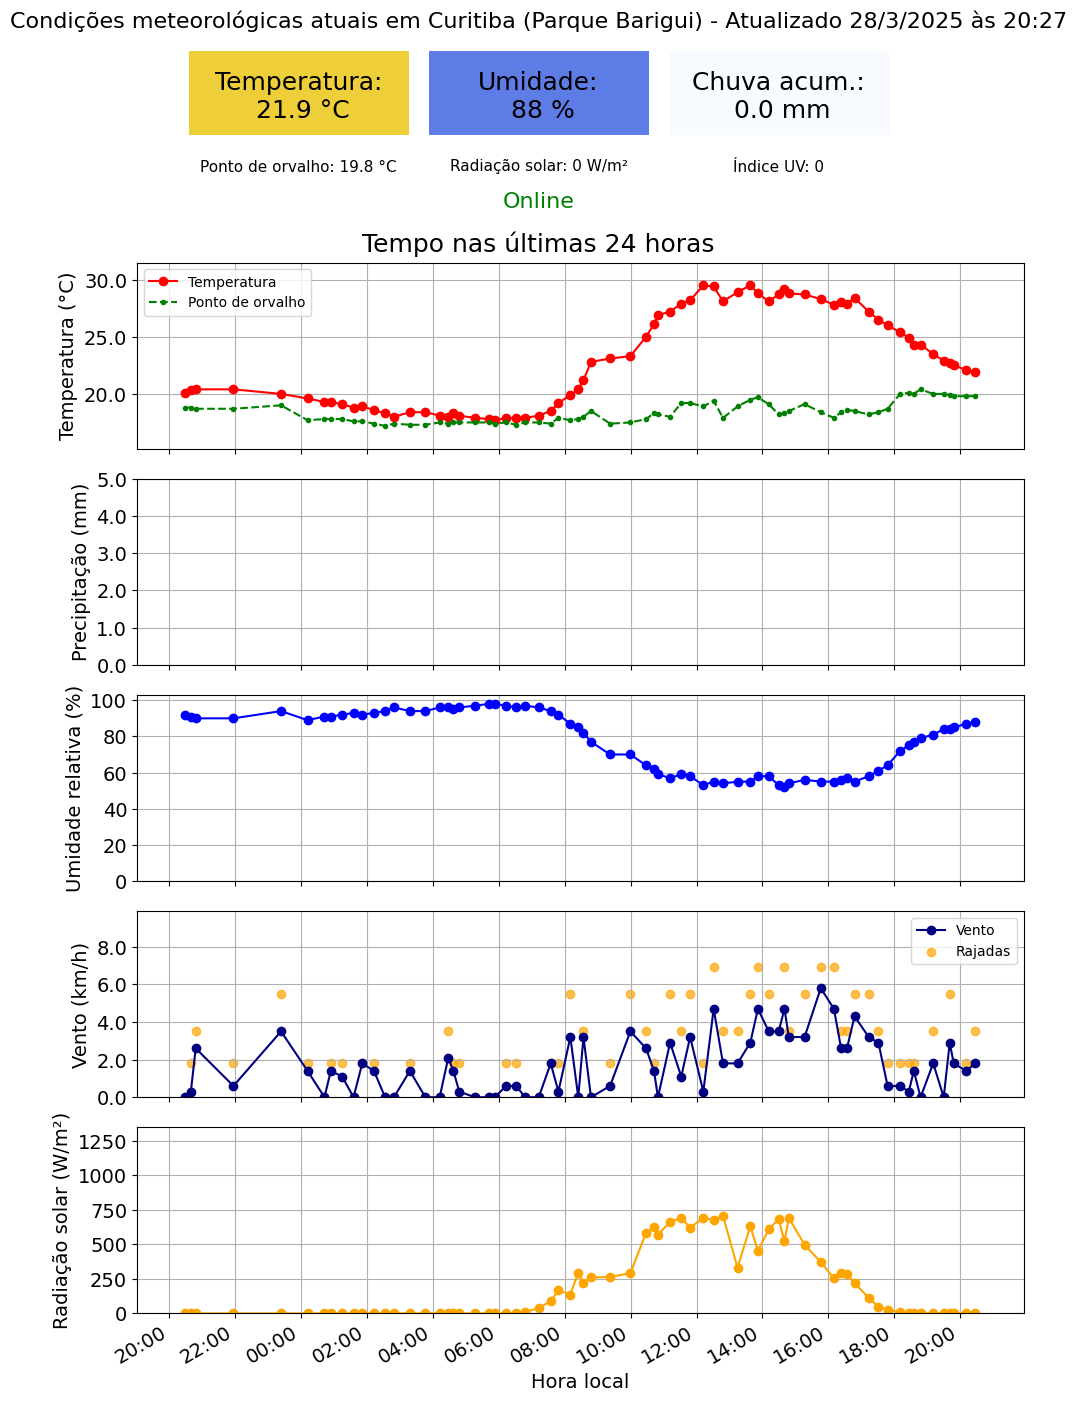 Condições meteorológicas atuais em Curitiba (Parque Barigui) - Atualizado 28/3/2025 às 20:27
Temperatura:
21.9 °C
Umidade:
88 %
Chuva acum.:
0.0 mm
Ponto de orvalho: 19.8 °C
Radiação solar: 0 W/m²
Índice UV: 0
Online
Tempo nas últimas 24 horas
Temperatura (°C)
30.0
25.0
20.0
Temperatura
Ponto de orvalho
Precipitação (mm)
5.0
4.0
3.0
2.0
1.0
0.0
Umidade relativa (%)
100
80
60
40
20
0
Vento (km/h)
8.0
6.0
4.0
2.0
0.0
Vento
Rajadas
Radiação solar (W/m²)
1250
1000
750
500
250
0
20:00
22:00
00:00
02:00
04:00
06:00
08:00
10:00
12:00
14:00
16:00
18:00
20:00
Hora local